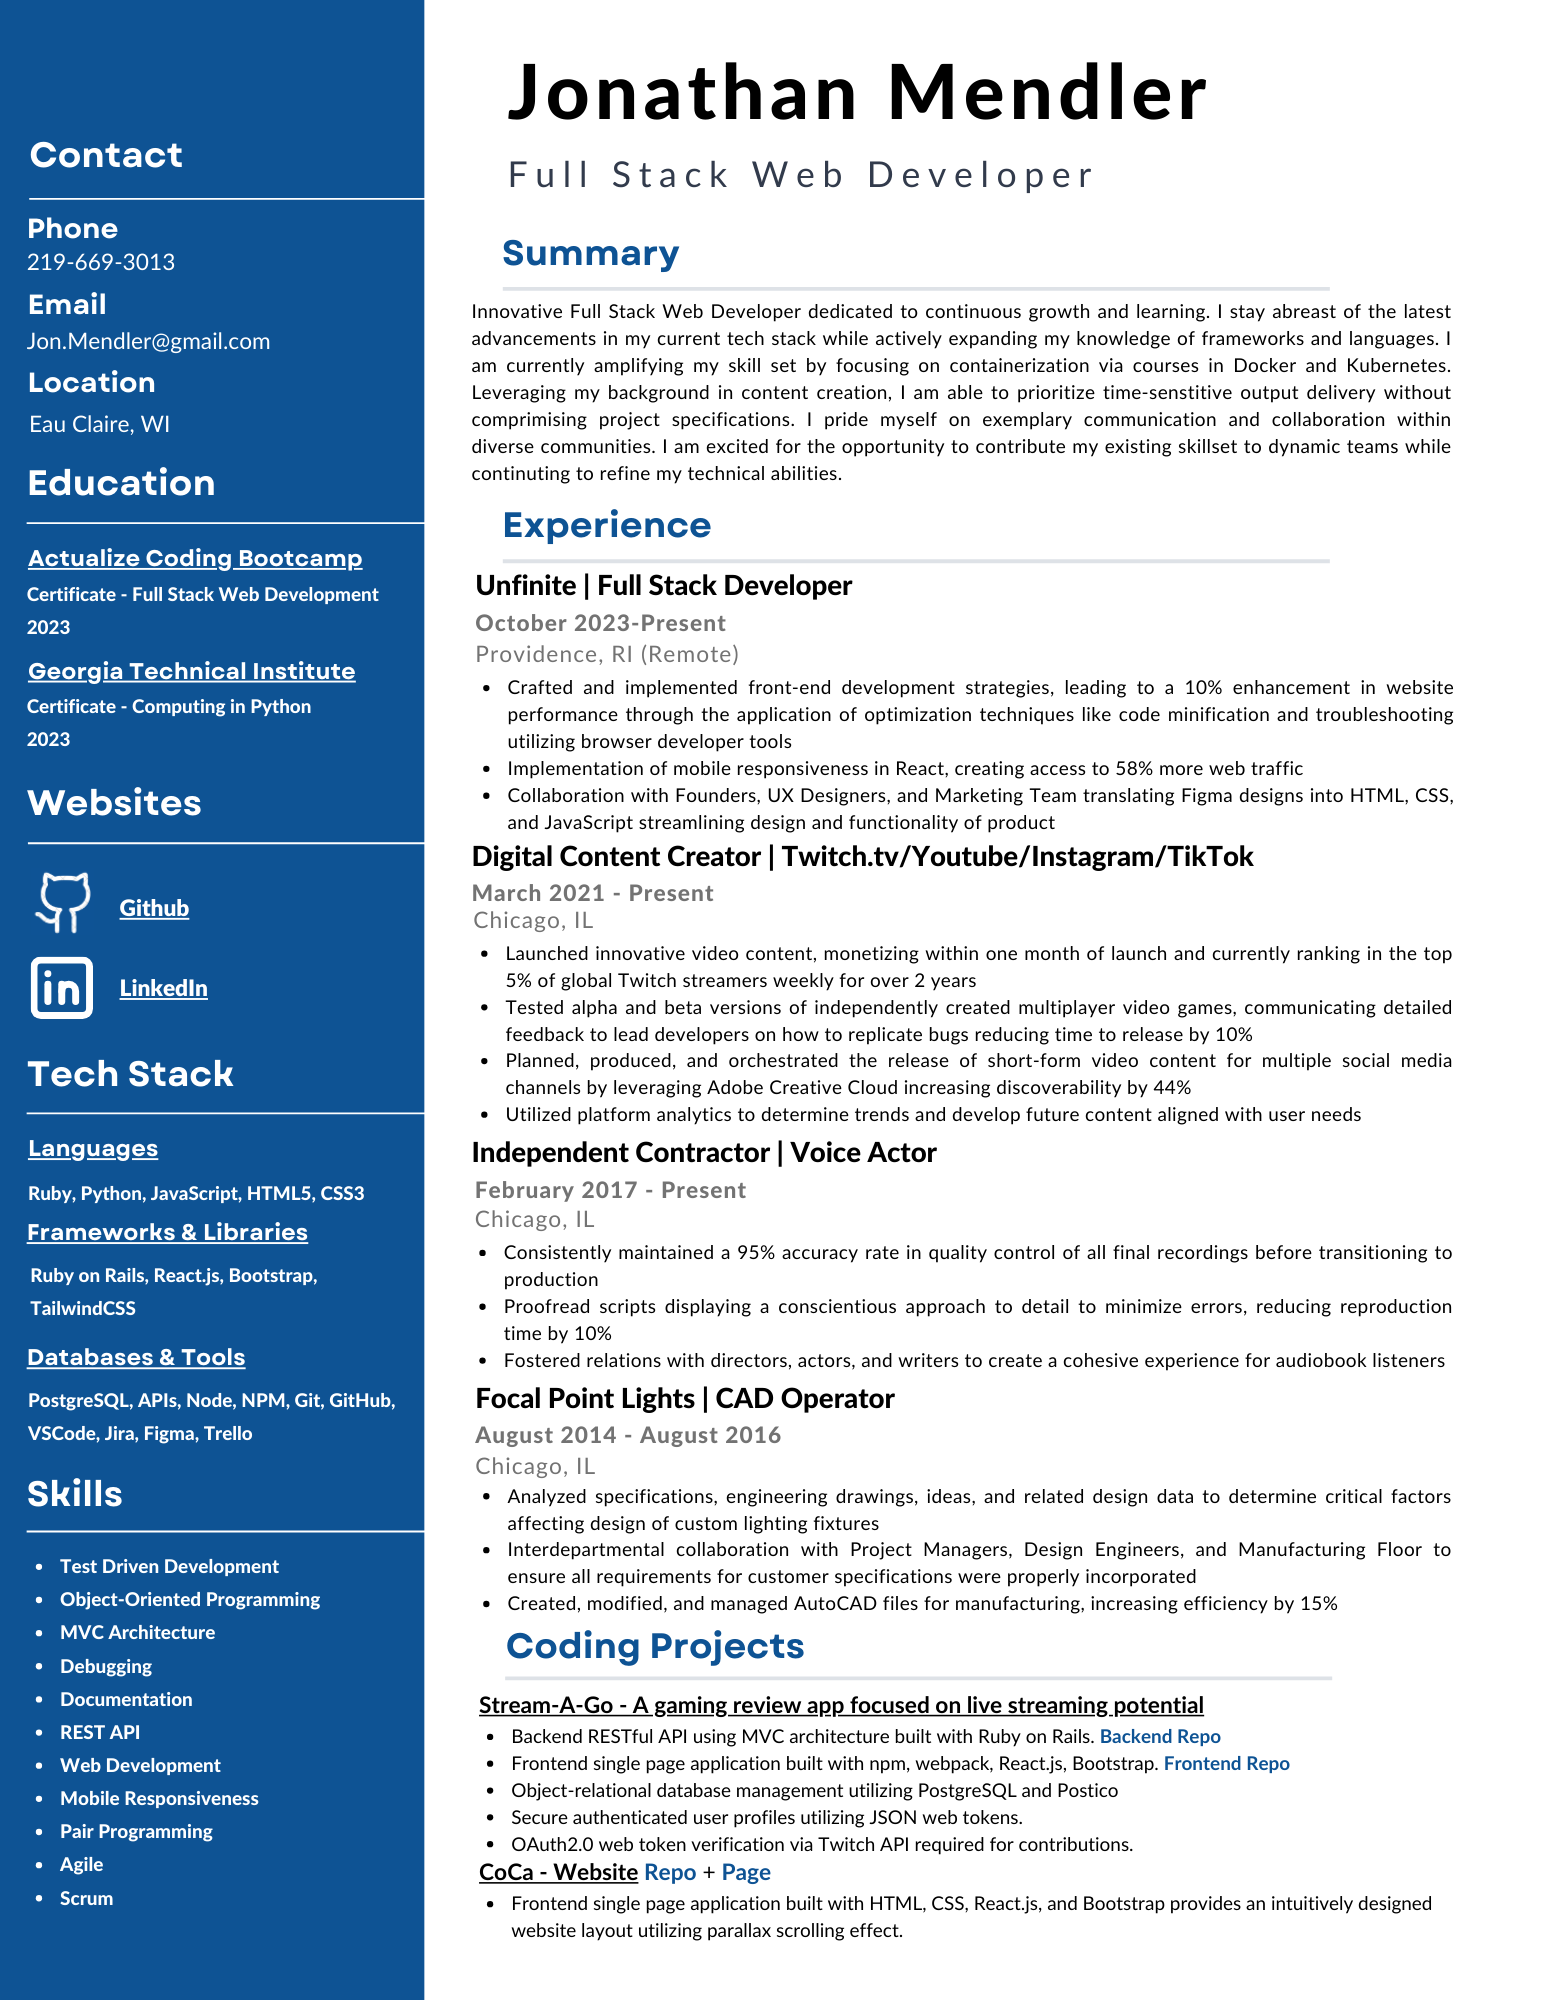 Contact
Phone
219-669-3013
Email
Jon.Mendler@gmail.com
Location
Eau Claire, WI
Education
Actualize Coding Bootcamp
Certificate - Full Stack Web Development
2023
Georgia Technical Institute
Certificate - Computing in Python
2023
Websites
Github
LinkedIn
Tech Stack
Languages
Ruby, Python, JavaScript, HTML5, CSS3
Frameworks & Libraries
Ruby on Rails, React.js, Bootstrap,
TailwindCSS
Databases & Tools
PostgreSQL, APIs, Node, NPM, Git, GitHub,
VSCode, Jira, Figma, Trello
Skills
• Test Driven Development
• Object-Oriented Programming
• MVC Architecture
• Debugging
• Documentation
• REST API
• Web Development
• Mobile Responsiveness
• Pair Programming
• Agile
• Scrum
Jonathan Mendler
Full Stack Web Developer
Summary
Innovative Full Stack Web Developer dedicated to continuous growth and learning. I stay abreast of the latest
advancements in my current tech stack while actively expanding my knowledge of frameworks and languages. I
am currently amplifying my skill set by focusing on containerization via courses in Docker and Kubernetes.
Leveraging my background in content creation, I am able to prioritize time-senstitive output delivery without
comprimising project specifications. I pride myself on exemplary communication and collaboration within
diverse communities. I am excited for the opportunity to contribute my existing skillset to dynamic teams while
continuting to refine my technical abilities.
Experience
Unfinite | Full Stack Developer
October 2023-Present
Providence, RI (Remote)
• Crafted and implemented front-end development strategies, leading to a 10% enhancement in website
performance through the application of optimization techniques like code minification and troubleshooting
utilizing browser developer tools
• Implementation of mobile responsiveness in React, creating access to 58% more web traffic
• Collaboration with Founders, UX Designers, and Marketing Team translating Figma designs into HTML, CSS,
and JavaScript streamlining design and functionality of product
Digital Content Creator | Twitch.tv/Youtube/Instagram/TikTok
March 2021 - Present
Chicago, IL
• Launched innovative video content, monetizing within one month of launch and currently ranking in the top
5% of global Twitch streamers weekly for over 2 years
• Tested alpha and beta versions of independently created multiplayer video games, communicating detailed
feedback to lead developers on how to replicate bugs reducing time to release by 10%
• Planned, produced, and orchestrated the release of short-form video content for multiple social media
channels by leveraging Adobe Creative Cloud increasing discoverability by 44%
• Utilized platform analytics to determine trends and develop future content aligned with user needs
Independent Contractor | Voice Actor
February 2017 - Present
Chicago, IL
• Consistently maintained a 95% accuracy rate in quality control of all final recordings before transitioning to
production
• Proofread scripts displaying a conscientious approach to detail to minimize errors, reducing reproduction
time by 10%
• Fostered relations with directors, actors, and writers to create a cohesive experience for audiobook listeners
Focal Point Lights | CAD Operator
August 2014 - August 2016
Chicago, IL
• Analyzed specifications, engineering drawings, ideas, and related design data to determine critical factors
affecting design of custom lighting fixtures
• Interdepartmental collaboration with Project Managers, Design Engineers, and Manufacturing Floor to
ensure all requirements for customer specifications were properly incorporated
• Created, modified, and managed AutoCAD files for manufacturing, increasing efficiency by 15%
Coding Projects
Stream-A-Go - A gaming review app focused on live streaming potential
• Backend RESTful API using MVC architecture built with Ruby on Rails. Backend Repo
• Frontend single page application built with npm, webpack, React.js, Bootstrap. Frontend Repo
• Object-relational database management utilizing PostgreSQL and Postico
• Secure authenticated user profiles utilizing JSON web tokens.
• OAuth2.0 web token verification via Twitch API required for contributions.
CoCa - Website Repo + Page
• Frontend single page application built with HTML, CSS, React.js, and Bootstrap provides an intuitively designed
website layout utilizing parallax scrolling effect.